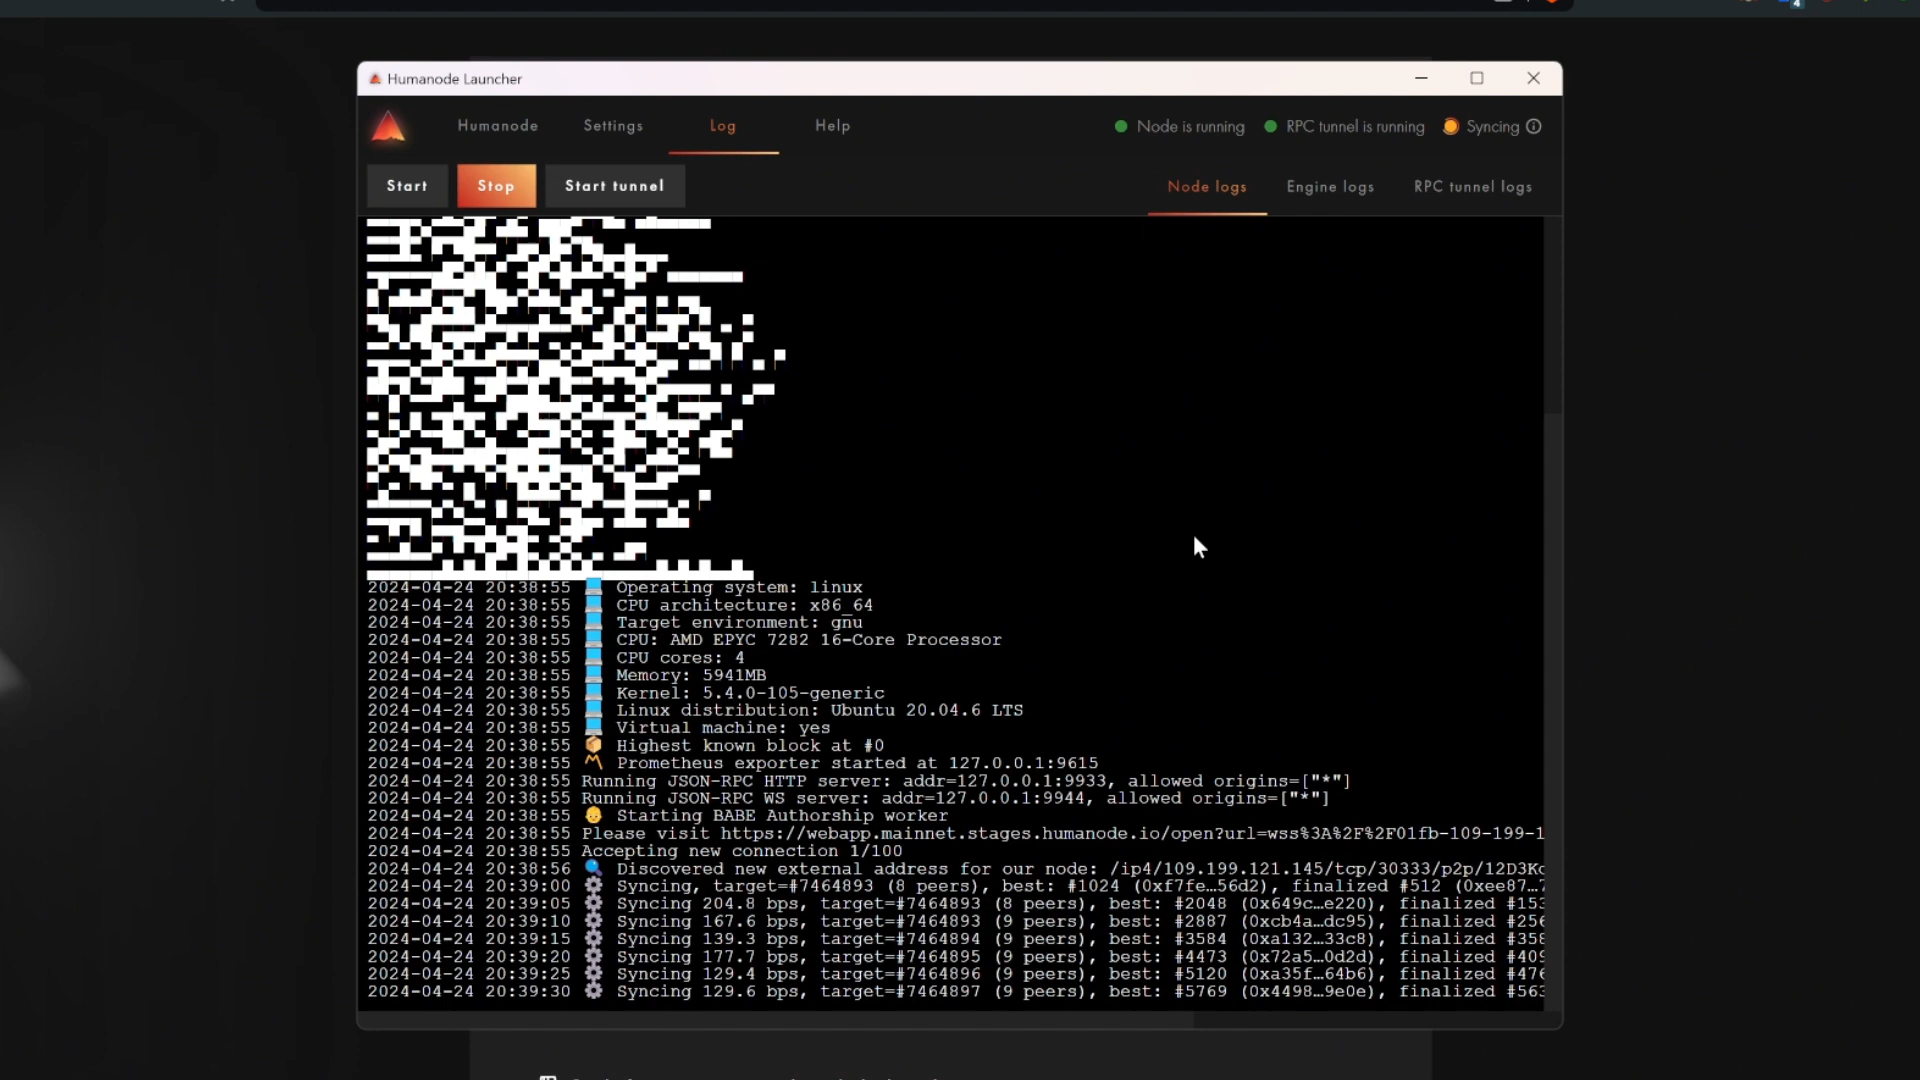 4
Humanode Launcher
Humanode Settings Log Help Node is running RPC tunnel is running Syncing
Start Stop Start tunnel Node logs Engine logs RPC tunnel logs
2024-04-24 20:38:55 Operating system: linux
2024-04-24 20:38:55 CPU architecture: x86_64
2024-04-24 20:38:55 Target environment: gnu
2024-04-24 20:38:55 CPU: AMD EPYC 7282 16-Core Processor
2024-04-24 20:38:55 CPU cores: 4
2024-04-24 20:38:55 Memory: 5941MB
2024-04-24 20:38:55 Kernel: 5.4.0-105-generic
2024-04-24 20:38:55 Linux distribution: Ubuntu 20.04.6 LTS
2024-04-24 20:38:55 Virtual machine: yes
2024-04-24 20:38:55 📦 Highest known block at #0
2024-04-24 20:38:55 Prometheus exporter started at 127.0.0.1:9615
2024-04-24 20:38:55 Running JSON-RPC HTTP server: addr=127.0.0.1:9933, allowed origins=["*"]
2024-04-24 20:38:55 Running JSON-RPC WS server: addr=127.0.0.1:9944, allowed origins=["*"]
2024-04-24 20:38:55 👶 Starting BABE Authorship worker
2024-04-24 20:38:55 Please visit https://webapp.mainnet.stages.humanode.io/open?url=wss%3A%2F%2F01fb-109-199-1
2024-04-24 20:38:55 Accepting new connection 1/100
2024-04-24 20:38:56 🔍 Discovered new external address for our node: /ip4/109.199.121.145/tcp/30333/p2p/12D3Ko
2024-04-24 20:39:00 ⚙️ Syncing, target=#7464893 (8 peers), best: #1024 (0xf7fe…56d2), finalized #512 (0xee87…7
2024-04-24 20:39:05 ⚙️ Syncing 204.8 bps, target=#7464893 (8 peers), best: #2048 (0x649c…e220), finalized #153
2024-04-24 20:39:10 ⚙️ Syncing 167.6 bps, target=#7464893 (9 peers), best: #2887 (0xcb4a…dc95), finalized #256
2024-04-24 20:39:15 ⚙️ Syncing 139.3 bps, target=#7464894 (9 peers), best: #3584 (0xa132…33c8), finalized #358
2024-04-24 20:39:20 ⚙️ Syncing 177.7 bps, target=#7464895 (9 peers), best: #4473 (0x72a5…0d2d), finalized #409
2024-04-24 20:39:25 ⚙️ Syncing 129.4 bps, target=#7464896 (9 peers), best: #5120 (0xa35f…64b6), finalized #476
2024-04-24 20:39:30 ⚙️ Syncing 129.6 bps, target=#7464897 (9 peers), best: #5769 (0x4498…9e0e), finalized #563